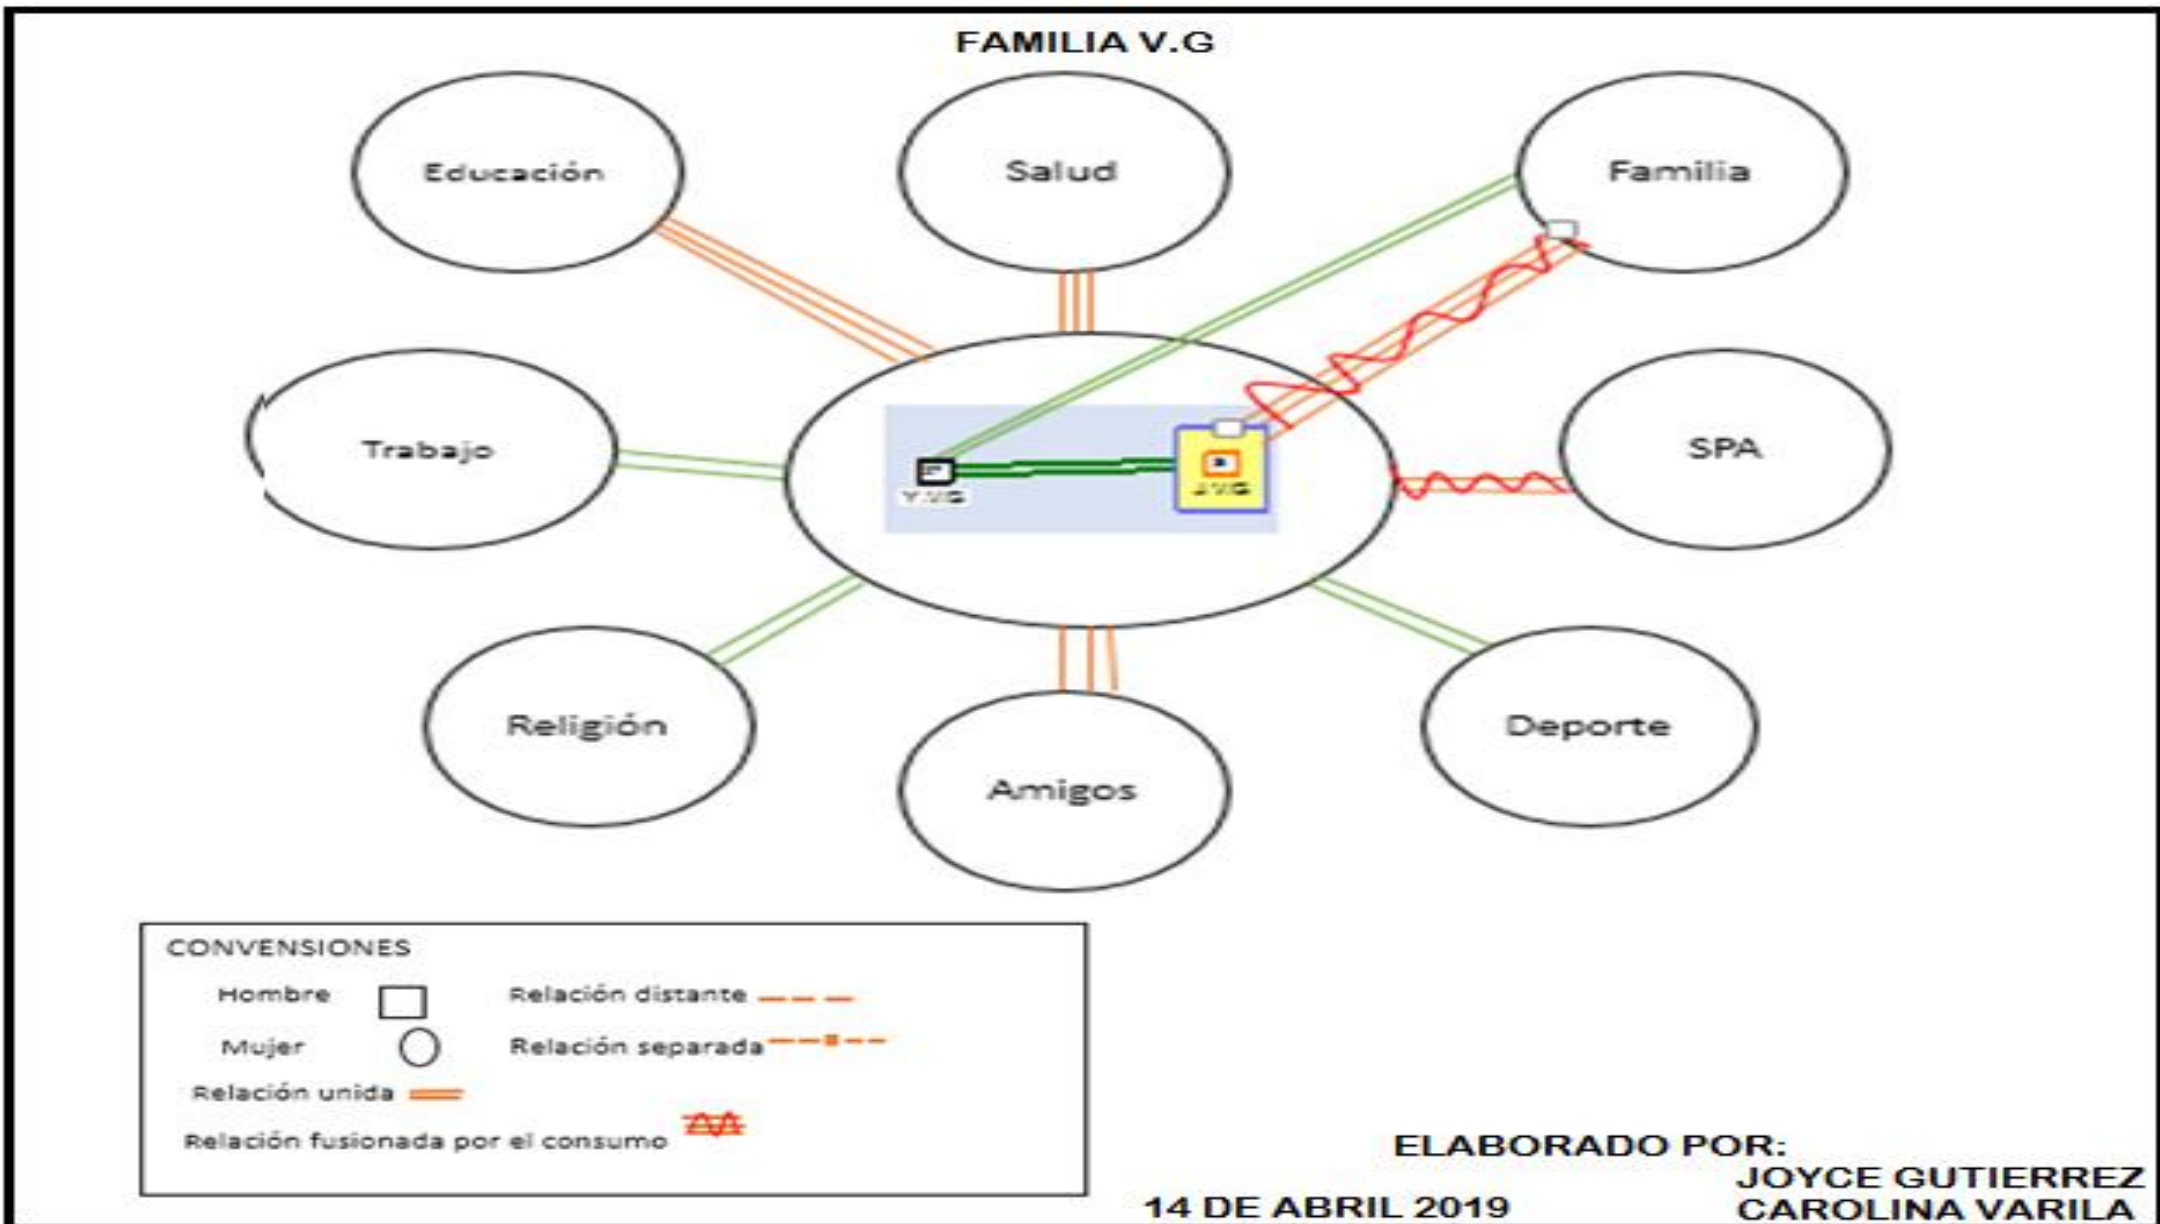 FAMILIA V.G
Educación
Salud
Familia
Trabajo
SPA
Y.V.G
J.V.G
Religión
Amigos
Deporte
CONVENSIONES
Hombre
Relación distante
Mujer
Relación separada
Relación unida
Relación fusionada por el consumo
ELABORADO POR:
JOYCE GUTIERREZ
14 DE ABRIL 2019
CAROLINA VARILA